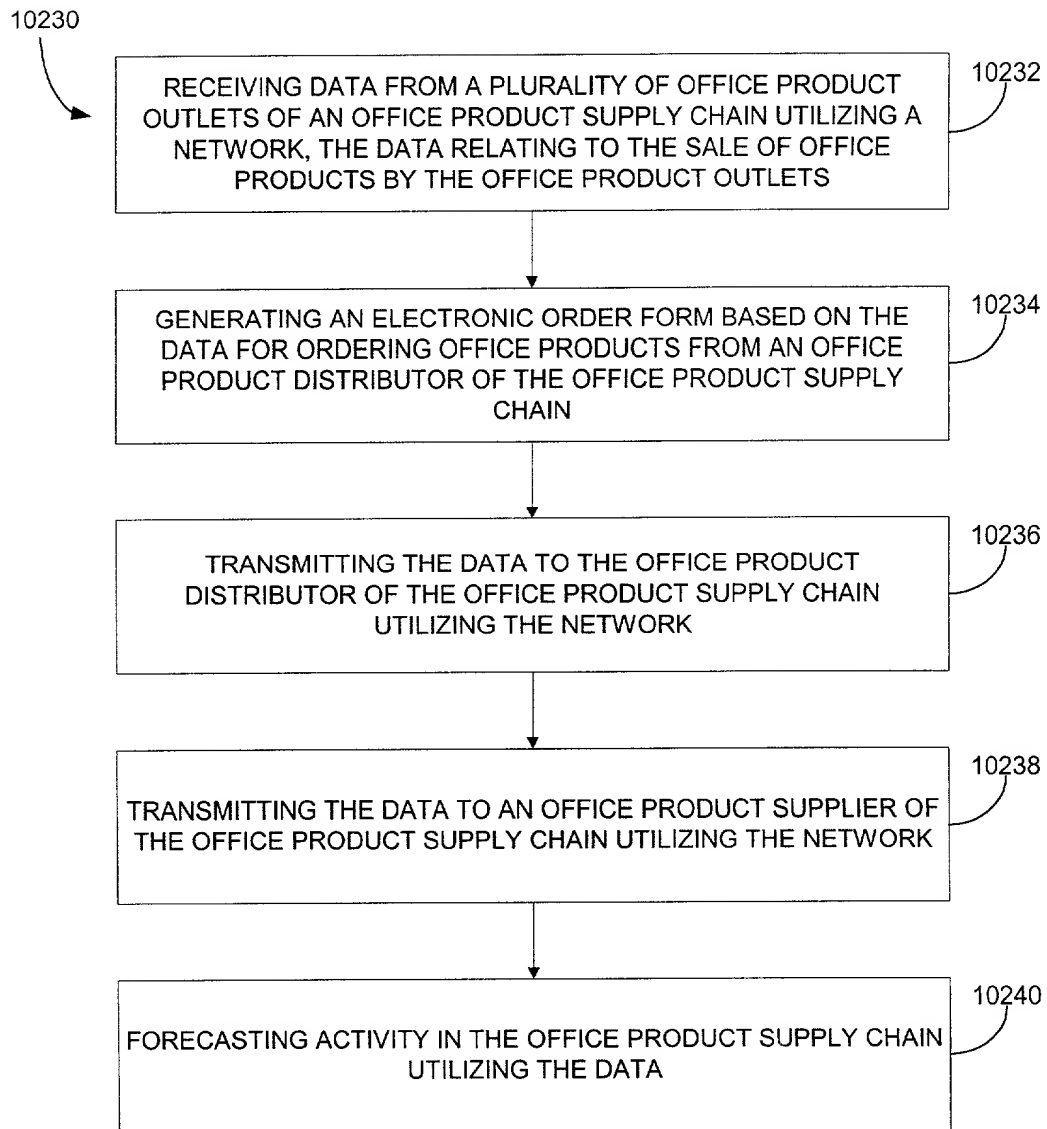 10230
RECEIVING DATA FROM A PLURALITY OF OFFICE PRODUCT
OUTLETS OF AN OFFICE PRODUCT SUPPLY CHAIN UTILIZING A
NETWORK, THE DATA RELATING TO THE SALE OF OFFICE
PRODUCTS BY THE OFFICE PRODUCT OUTLETS
10232
GENERATING AN ELECTRONIC ORDER FORM BASED ON THE
DATA FOR ORDERING OFFICE PRODUCTS FROM AN OFFICE
PRODUCT DISTRIBUTOR OF THE OFFICE PRODUCT SUPPLY
CHAIN
10234
TRANSMITTING THE DATA TO THE OFFICE PRODUCT
DISTRIBUTOR OF THE OFFICE PRODUCT SUPPLY CHAIN
UTILIZING THE NETWORK
10236
TRANSMITTING THE DATA TO AN OFFICE PRODUCT SUPPLIER OF
THE OFFICE PRODUCT SUPPLY CHAIN UTILIZING THE NETWORK
10238
FORECASTING ACTIVITY IN THE OFFICE PRODUCT SUPPLY CHAIN
UTILIZING THE DATA
10240